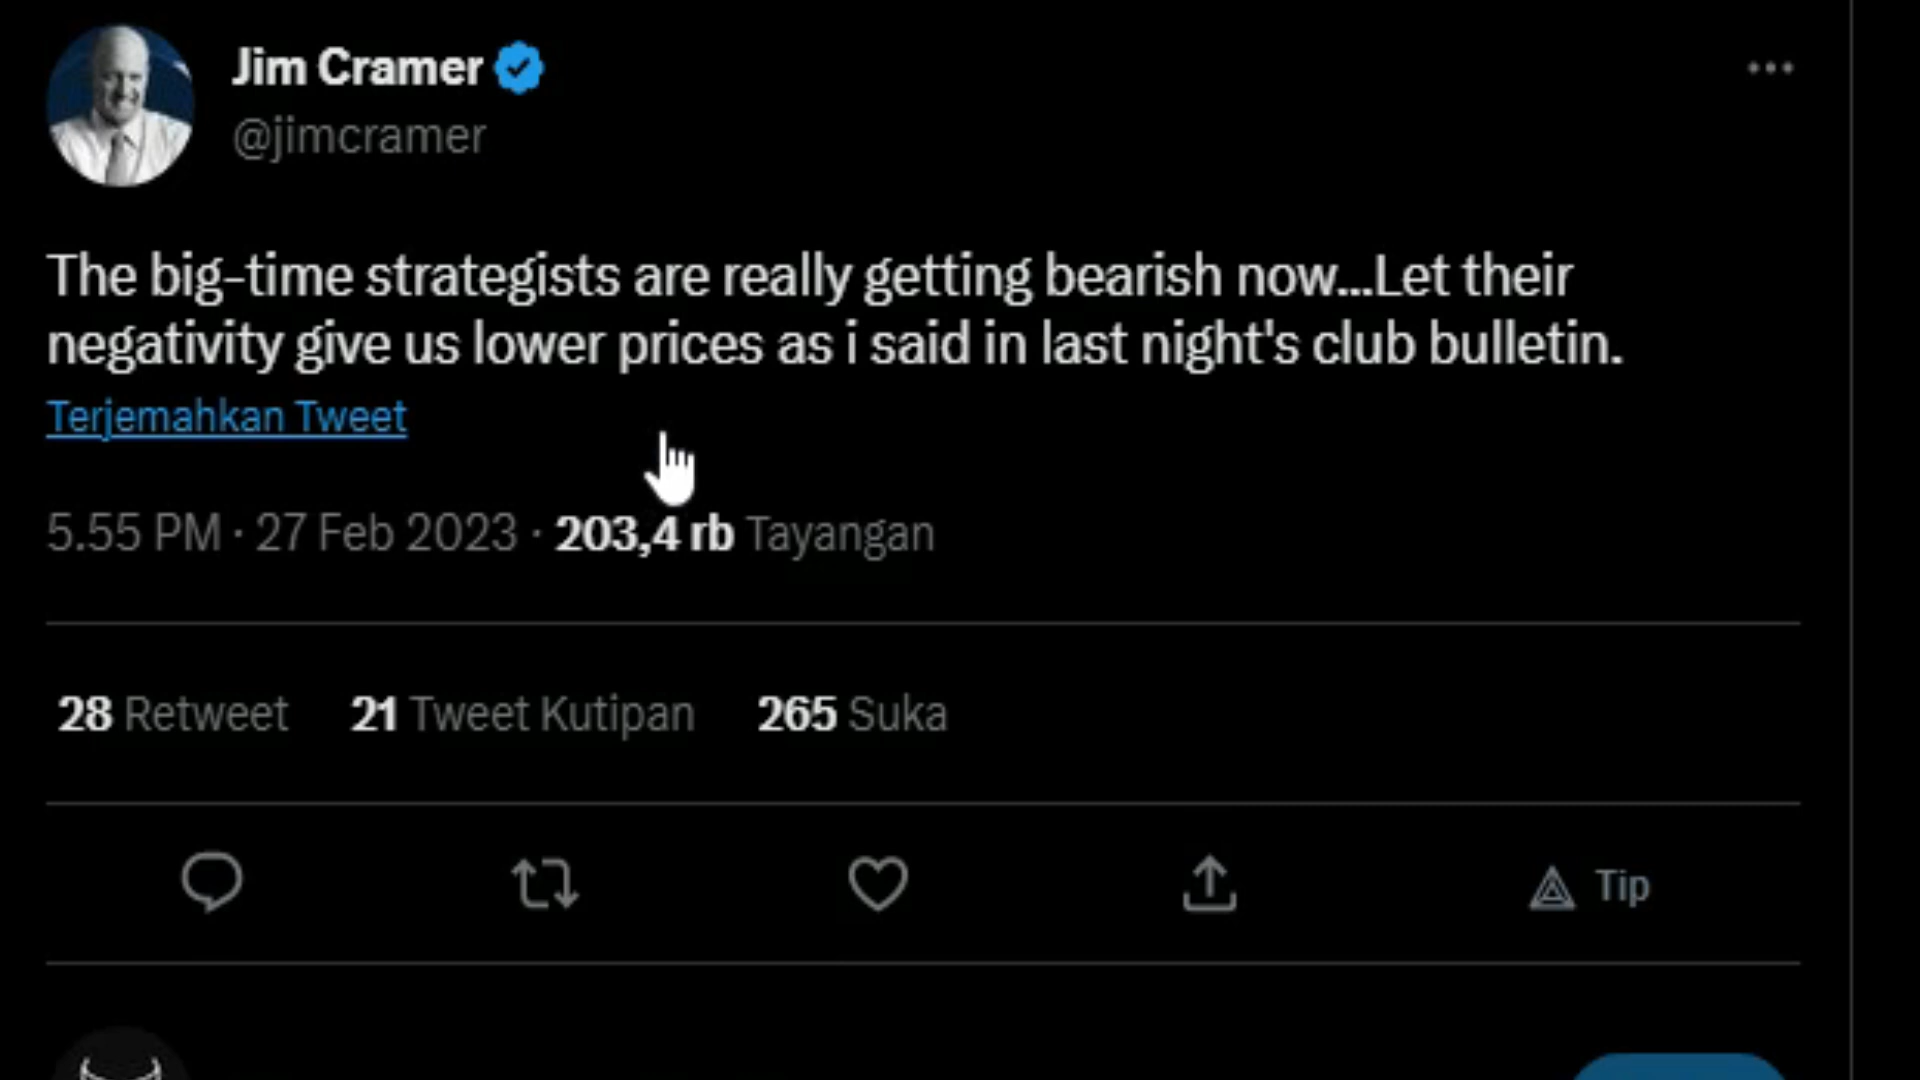 Jim Cramer
@jimcramer
The big-time strategists are really getting bearish now...Let their
negativity give us lower prices as i said in last night's club bulletin.
Terjemahkan Tweet
5.55 PM · 27 Feb 2023 · 203,4 rb Tayangan
28 Retweet 21 Tweet Kutipan 265 Suka
Tip